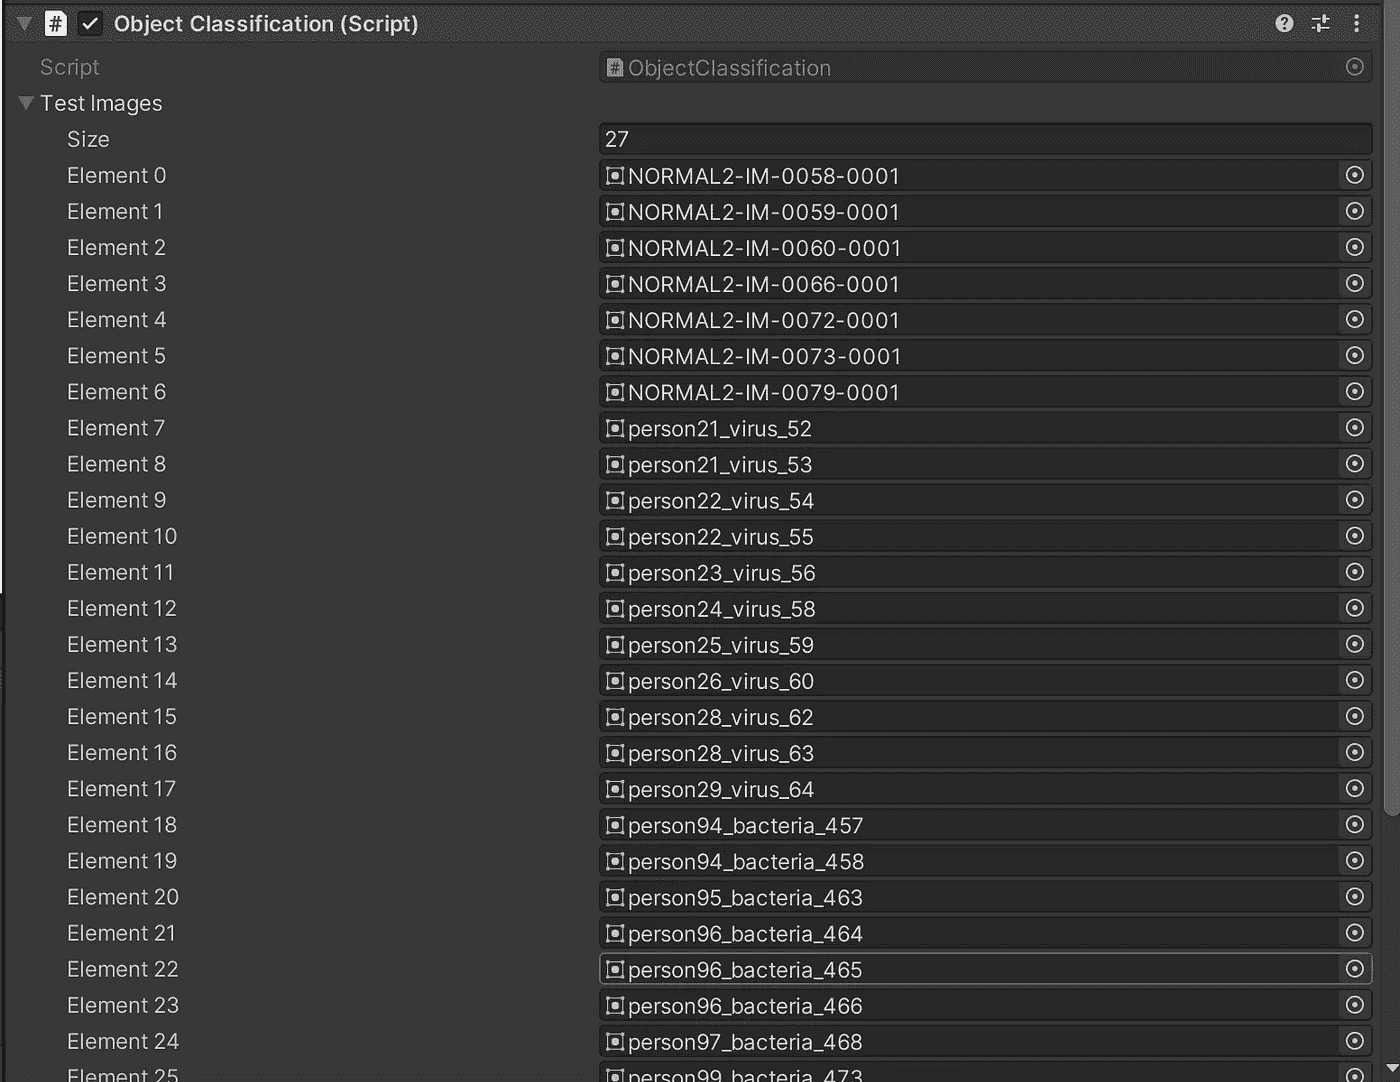 Object Classification (Script)
Script ObjectClassification
Test Images
Size 27
Element 0 NORMAL2-IM-0058-0001
Element 1 NORMAL2-IM-0059-0001
Element 2 NORMAL2-IM-0060-0001
Element 3 NORMAL2-IM-0066-0001
Element 4 NORMAL2-IM-0072-0001
Element 5 NORMAL2-IM-0073-0001
Element 6 NORMAL2-IM-0079-0001
Element 7 person21_virus_52
Element 8 person21_virus_53
Element 9 person22_virus_54
Element 10 person22_virus_55
Element 11 person23_virus_56
Element 12 person24_virus_58
Element 13 person25_virus_59
Element 14 person26_virus_60
Element 15 person28_virus_62
Element 16 person28_virus_63
Element 17 person29_virus_64
Element 18 person94_bacteria_457
Element 19 person94_bacteria_458
Element 20 person95_bacteria_463
Element 21 person96_bacteria_464
Element 22 person96_bacteria_465
Element 23 person96_bacteria_466
Element 24 person97_bacteria_468
Element 25 person99_bacteria_473